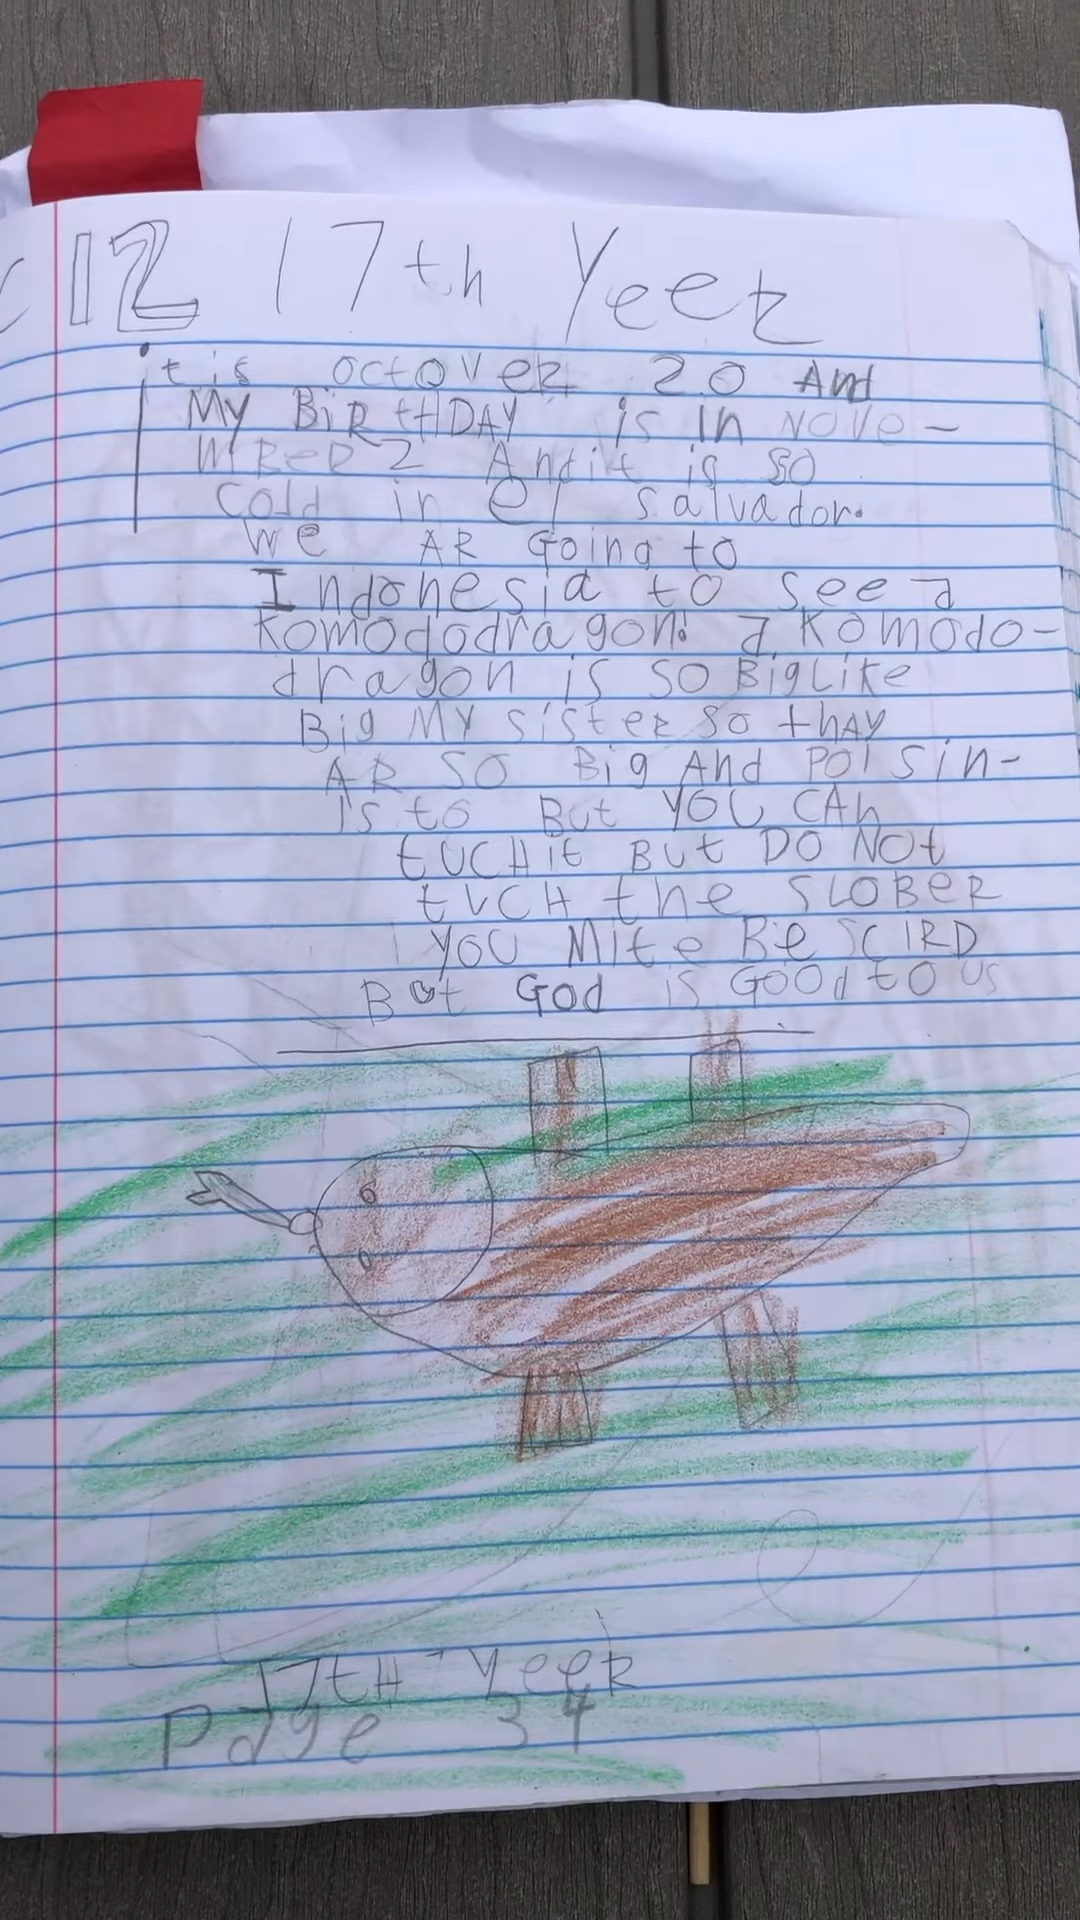 C12 17th Yeet
it is octover 20 And
My BiRtHDAY is in Nove-
mBeR 2 And it is so
cold in el salvador.
We AR Going to
Indonesia to see a
Komododragon! a Komodo-
dragon is so Big Like
Big My sister so thAy
AR SO Big And POisin-
is to But YOU CAn
tUCH it But DO NOt
tUCH the SLOBeR
YOU Mite Be SCIRD
But God is GOOd tO US
17tH Yeer
Page 34